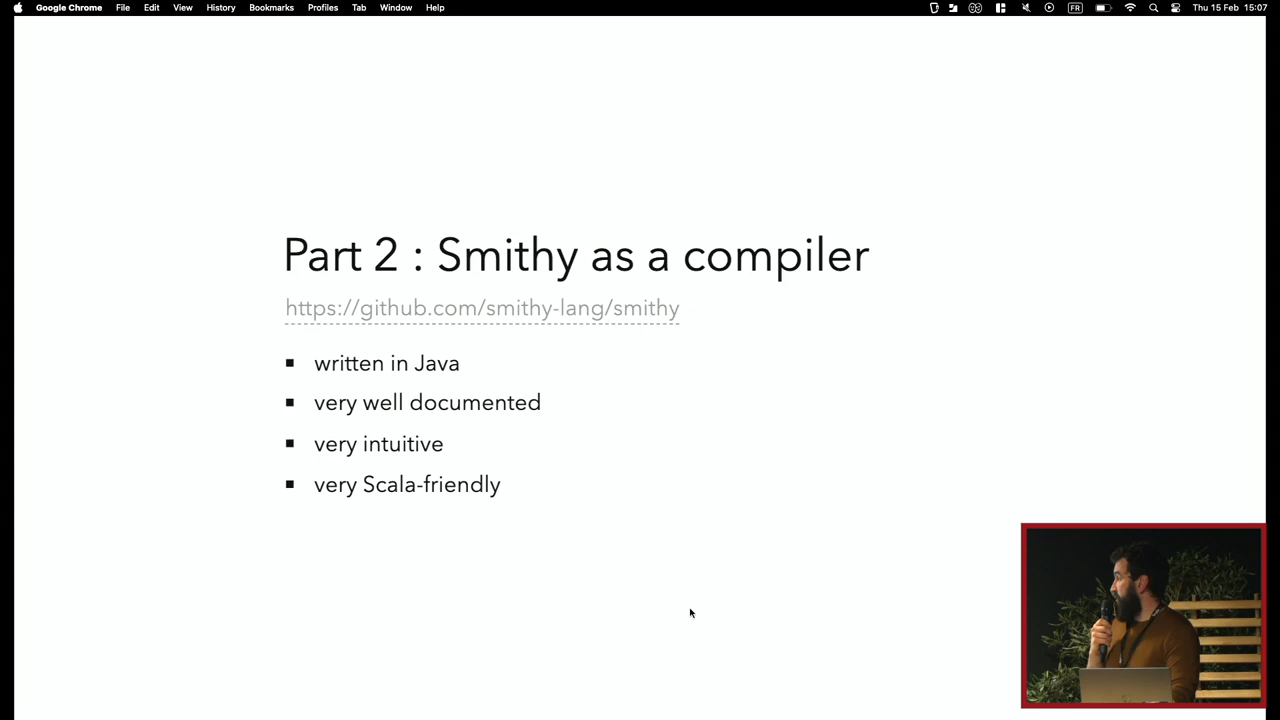 Google Chrome File Edit View History Bookmarks Profiles Tab Window Help FR Thu 15 Feb 15:07
Part 2 : Smithy as a compiler
https://github.com/smithy-lang/smithy
▪ written in Java
▪ very well documented
▪ very intuitive
▪ very Scala-friendly